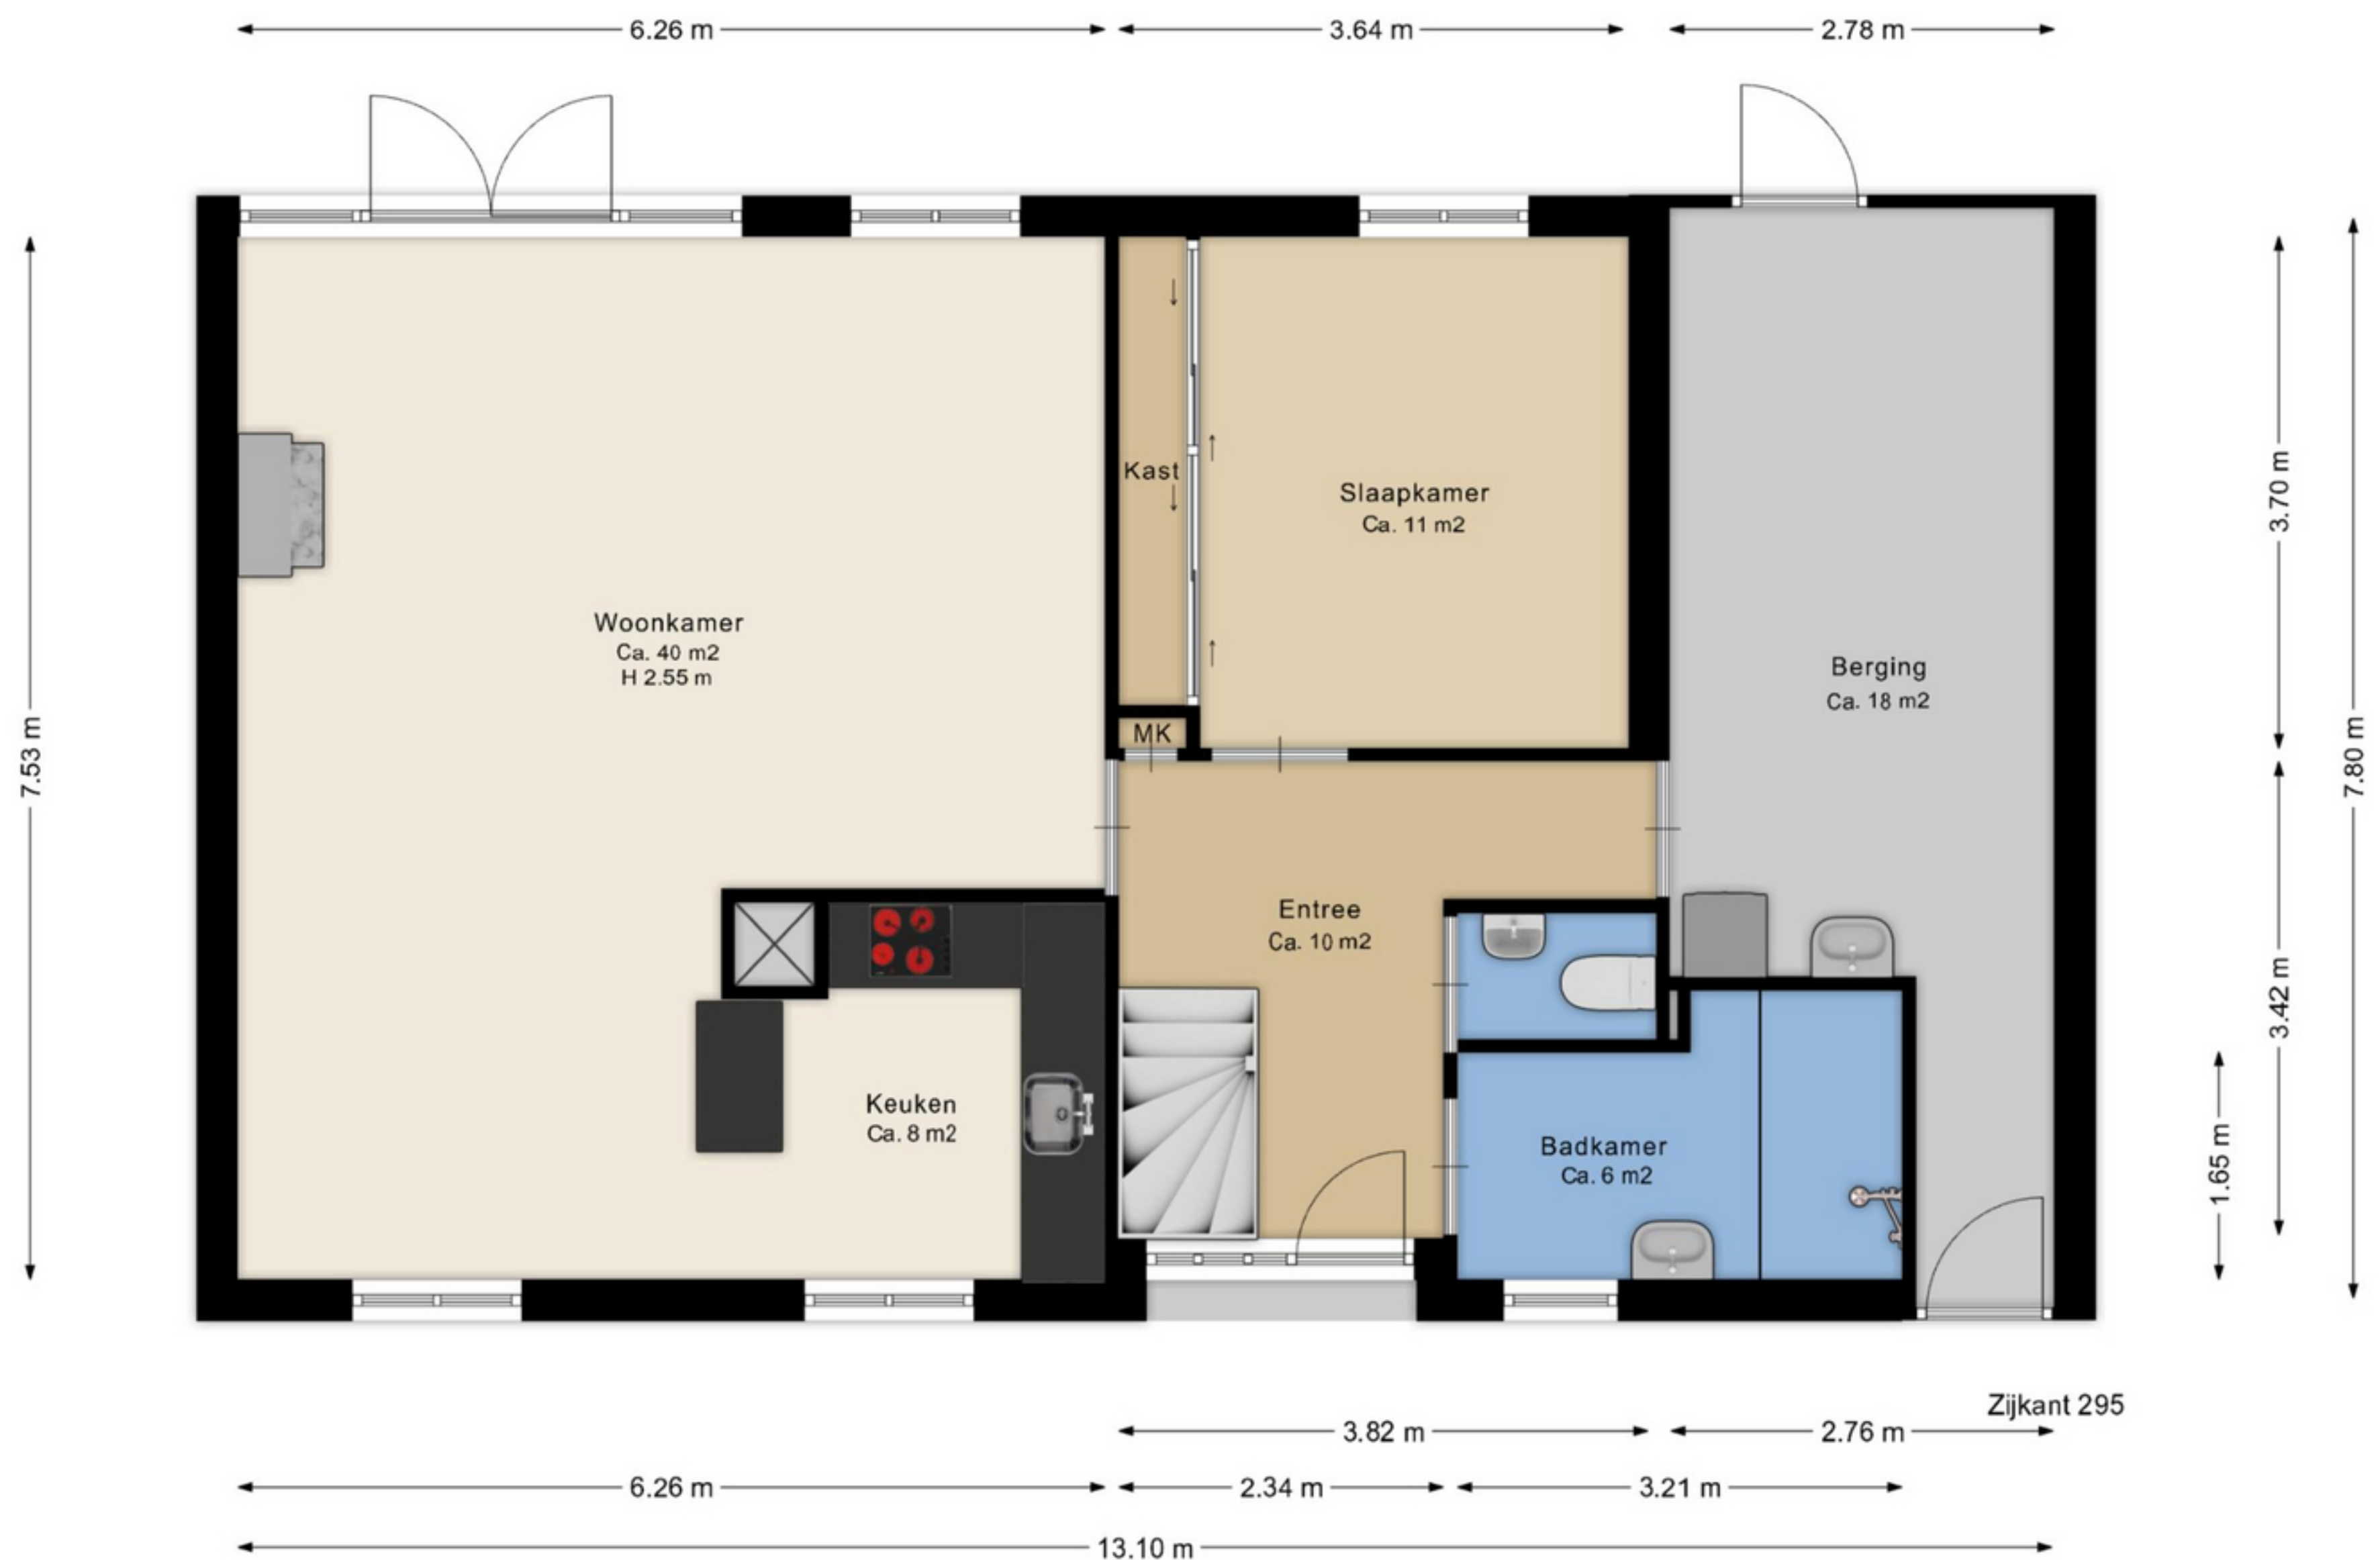 6.26 m
3.64 m
2.78 m
Kast
Slaapkamer
Ca. 11 m2
3.70 m
Woonkamer
Ca. 40 m2
H 2.55 m
Berging
Ca. 18 m2
MK
7.53 m
7.80 m
Entree
Ca. 10 m2
3.42 m
Keuken
Ca. 8 m2
Badkamer
Ca. 6 m2
1.65 m
Zijkant 295
3.82 m
2.76 m
6.26 m
2.34 m
3.21 m
13.10 m